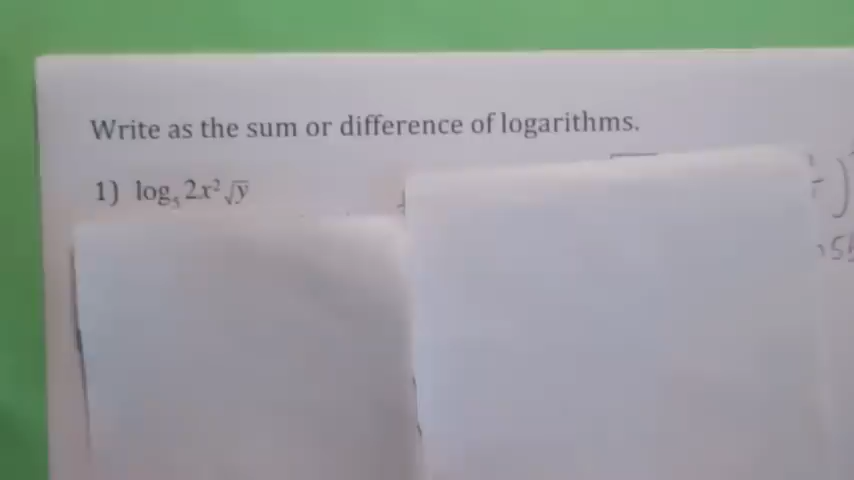 Write as the sum or difference of logarithms.
1) log₅ 2x² √y